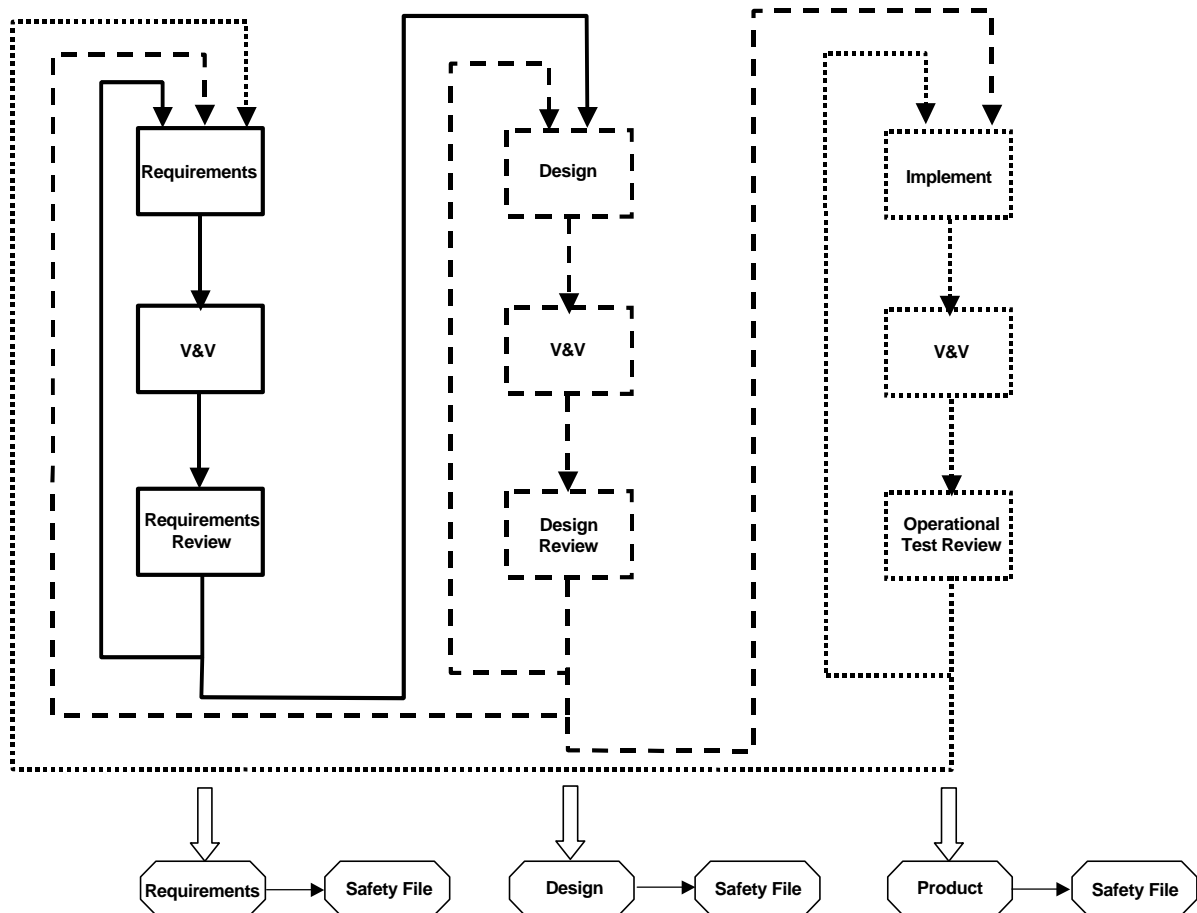 Requirements
Design
Implement
V&V
V&V
V&V
Requirements
Review
Design
Review
Operational
Test Review
Requirements
Safety File
Design
Safety File
Product
Safety File